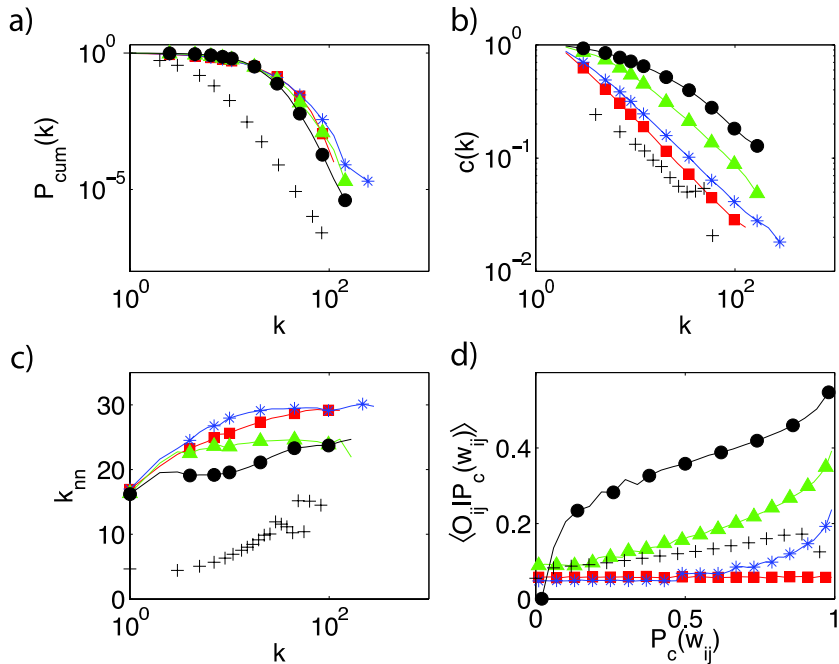 a)
10^0
10^-5
P_cum(k)
10^0
10^2
k
b)
10^0
10^-1
10^-2
c(k)
10^0
10^2
k
c)
30
20
10
0
k_nn
10^0
10^2
k
d)
0.4
0.2
0
⟨O_ij|P_c(w_ij)⟩
0
0.5
1
P_c(w_ij)